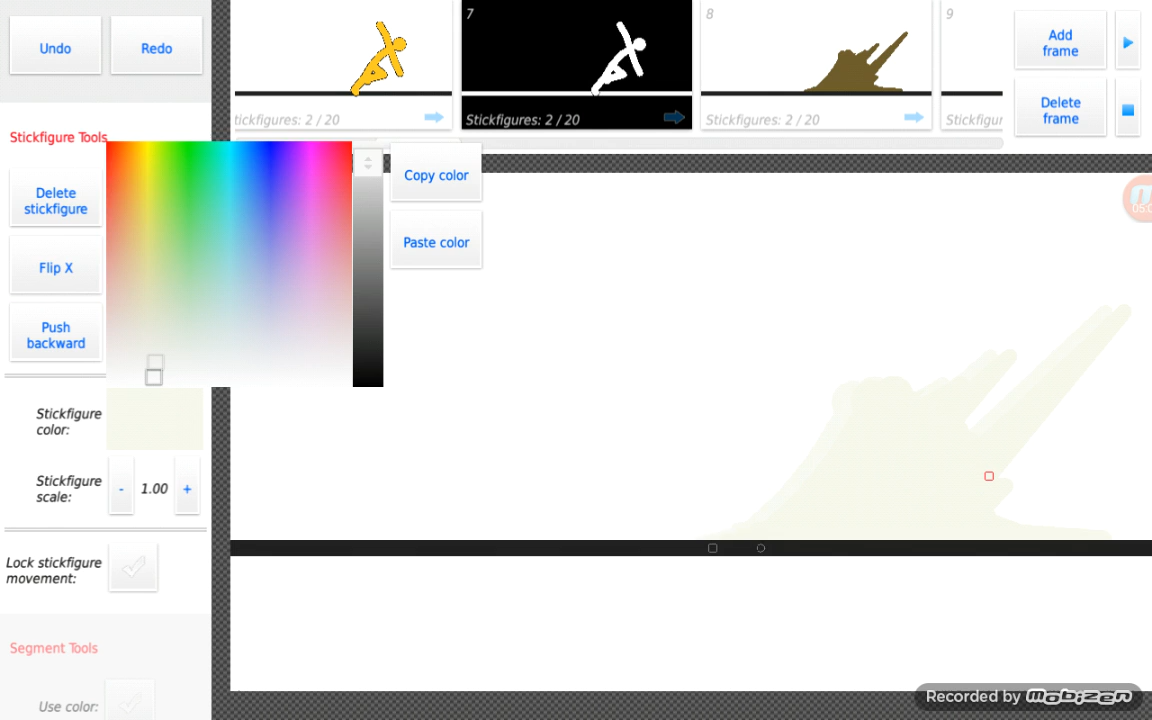 Undo
Redo
7
8
9
Add
frame
tickfigures: 2 / 20
Stickfigures: 2 / 20
Stickfigures: 2 / 20
Stickfigur
Delete
frame
Stickfigure Tools
Delete
stickfigure
Copy color
Paste color
Flip X
Push
backward
Stickfigure
color:
Stickfigure
scale:
- 1.00 +
Lock stickfigure
movement:
Segment Tools
Use color:
Recorded by mobizen